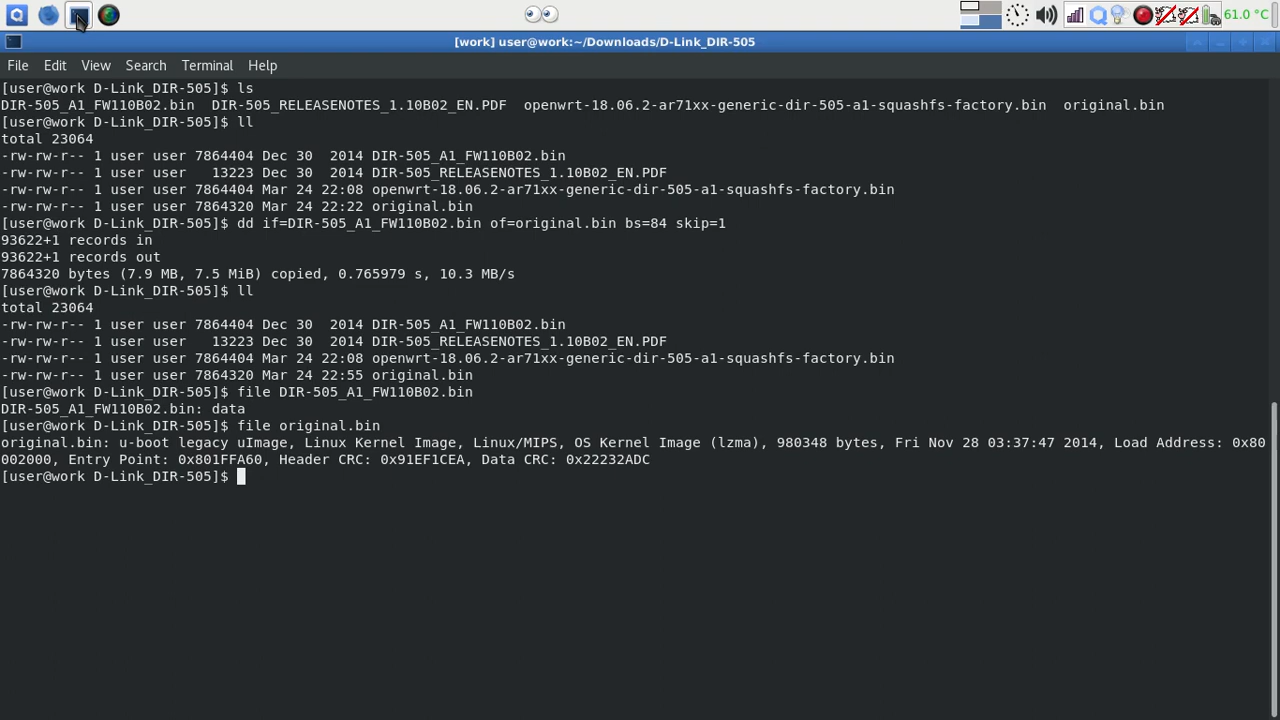 61.0 °C
[work] user@work:~/Downloads/D-Link_DIR-505
File Edit View Search Terminal Help
[user@work D-Link_DIR-505]$ ls
DIR-505_A1_FW110B02.bin  DIR-505_RELEASENOTES_1.10B02_EN.PDF  openwrt-18.06.2-ar71xx-generic-dir-505-a1-squashfs-factory.bin  original.bin
[user@work D-Link_DIR-505]$ ll
total 23064
-rw-rw-r-- 1 user user 7864404 Dec 30  2014 DIR-505_A1_FW110B02.bin
-rw-rw-r-- 1 user user   13223 Dec 30  2014 DIR-505_RELEASENOTES_1.10B02_EN.PDF
-rw-rw-r-- 1 user user 7864404 Mar 24 22:08 openwrt-18.06.2-ar71xx-generic-dir-505-a1-squashfs-factory.bin
-rw-rw-r-- 1 user user 7864320 Mar 24 22:22 original.bin
[user@work D-Link_DIR-505]$ dd if=DIR-505_A1_FW110B02.bin of=original.bin bs=84 skip=1
93622+1 records in
93622+1 records out
7864320 bytes (7.9 MB, 7.5 MiB) copied, 0.765979 s, 10.3 MB/s
[user@work D-Link_DIR-505]$ ll
total 23064
-rw-rw-r-- 1 user user 7864404 Dec 30  2014 DIR-505_A1_FW110B02.bin
-rw-rw-r-- 1 user user   13223 Dec 30  2014 DIR-505_RELEASENOTES_1.10B02_EN.PDF
-rw-rw-r-- 1 user user 7864404 Mar 24 22:08 openwrt-18.06.2-ar71xx-generic-dir-505-a1-squashfs-factory.bin
-rw-rw-r-- 1 user user 7864320 Mar 24 22:55 original.bin
[user@work D-Link_DIR-505]$ file DIR-505_A1_FW110B02.bin
DIR-505_A1_FW110B02.bin: data
[user@work D-Link_DIR-505]$ file original.bin
original.bin: u-boot legacy uImage, Linux Kernel Image, Linux/MIPS, OS Kernel Image (lzma), 980348 bytes, Fri Nov 28 03:37:47 2014, Load Address: 0x80
002000, Entry Point: 0x801FFA60, Header CRC: 0x91EF1CEA, Data CRC: 0x22232ADC
[user@work D-Link_DIR-505]$